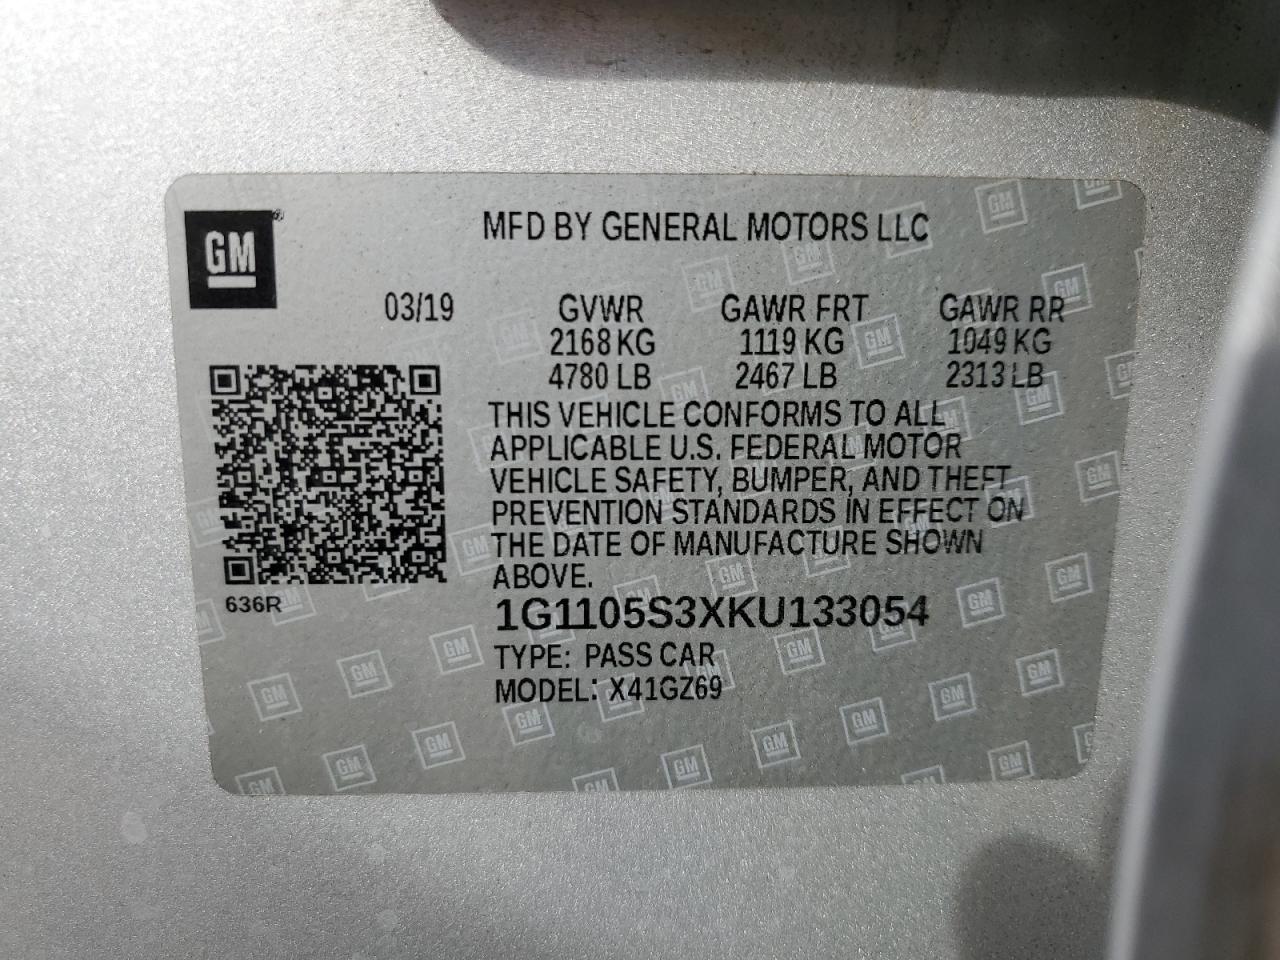 GM
MFD BY GENERAL MOTORS LLC
03/19 GVWR GAWR FRT GAWR RR
2168 KG 1119 KG 1049 KG
4780 LB 2467 LB 2313 LB
THIS VEHICLE CONFORMS TO ALL
APPLICABLE U.S. FEDERAL MOTOR
VEHICLE SAFETY, BUMPER, AND THEFT
PREVENTION STANDARDS IN EFFECT ON
THE DATE OF MANUFACTURE SHOWN
ABOVE.
636R
1G1105S3XKU133054
TYPE: PASS CAR
MODEL: X41GZ69